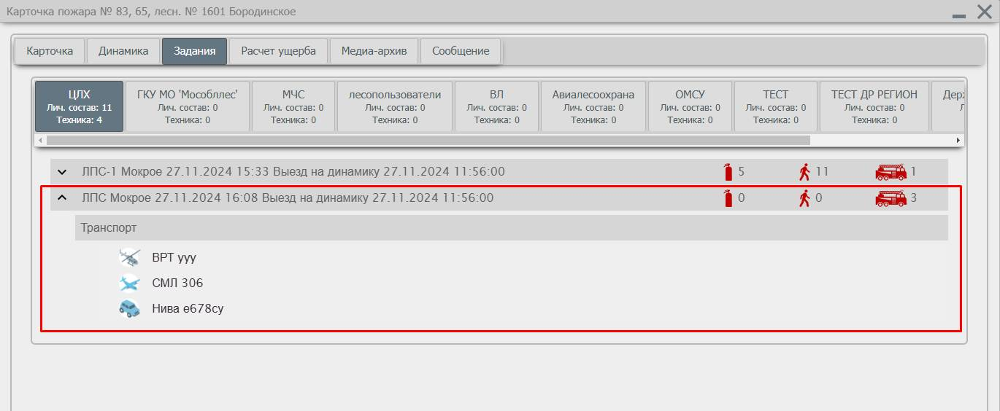 Карточка пожара № 83, 65, лесн. № 1601 Бородинское
Карточка Динамика Задания Расчет ущерба Медиа-архив Сообщение
ЦЛХ ГКУ МО 'Мособллес' МЧС лесопользователи ВЛ Авиалесоохрана ОМСУ ТЕСТ ТЕСТ ДР РЕГИОН
Лич. состав: 11 Лич. состав: 0 Лич. состав: 0 Лич. состав: 0 Лич. состав: 0 Лич. состав: 0 Лич. состав: 0 Лич. состав: 0 Лич. состав: 0
Техника: 4 Техника: 0 Техника: 0 Техника: 0 Техника: 0 Техника: 0 Техника: 0 Техника: 0 Техника: 0
ЛПС-1 Мокрое 27.11.2024 15:33 Выезд на динамику 27.11.2024 11:56:00 5 11 1
ЛПС Мокрое 27.11.2024 16:08 Выезд на динамику 27.11.2024 11:56:00 0 0 3
Транспорт
ВРТ ууу
СМЛ 306
Нива е678су